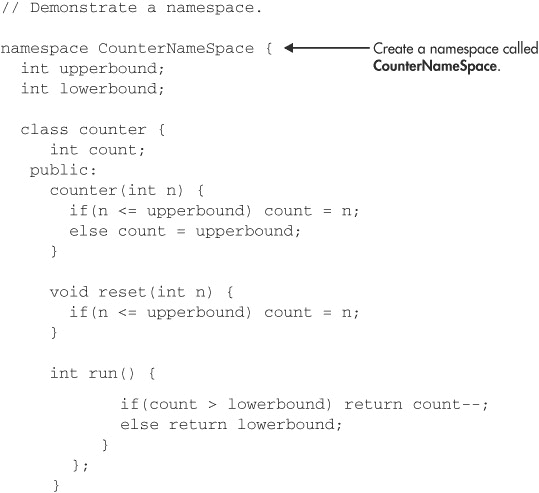 // Demonstrate a namespace.
namespace CounterNameSpace {
Create a namespace called
CounterNameSpace.
int upperbound;
int lowerbound;
class counter {
int count;
public:
counter(int n) {
if(n <= upperbound) count = n;
else count = upperbound;
}
void reset(int n) {
if(n <= upperbound) count = n;
}
int run() {
if(count > lowerbound) return count--;
else return lowerbound;
}
};
}